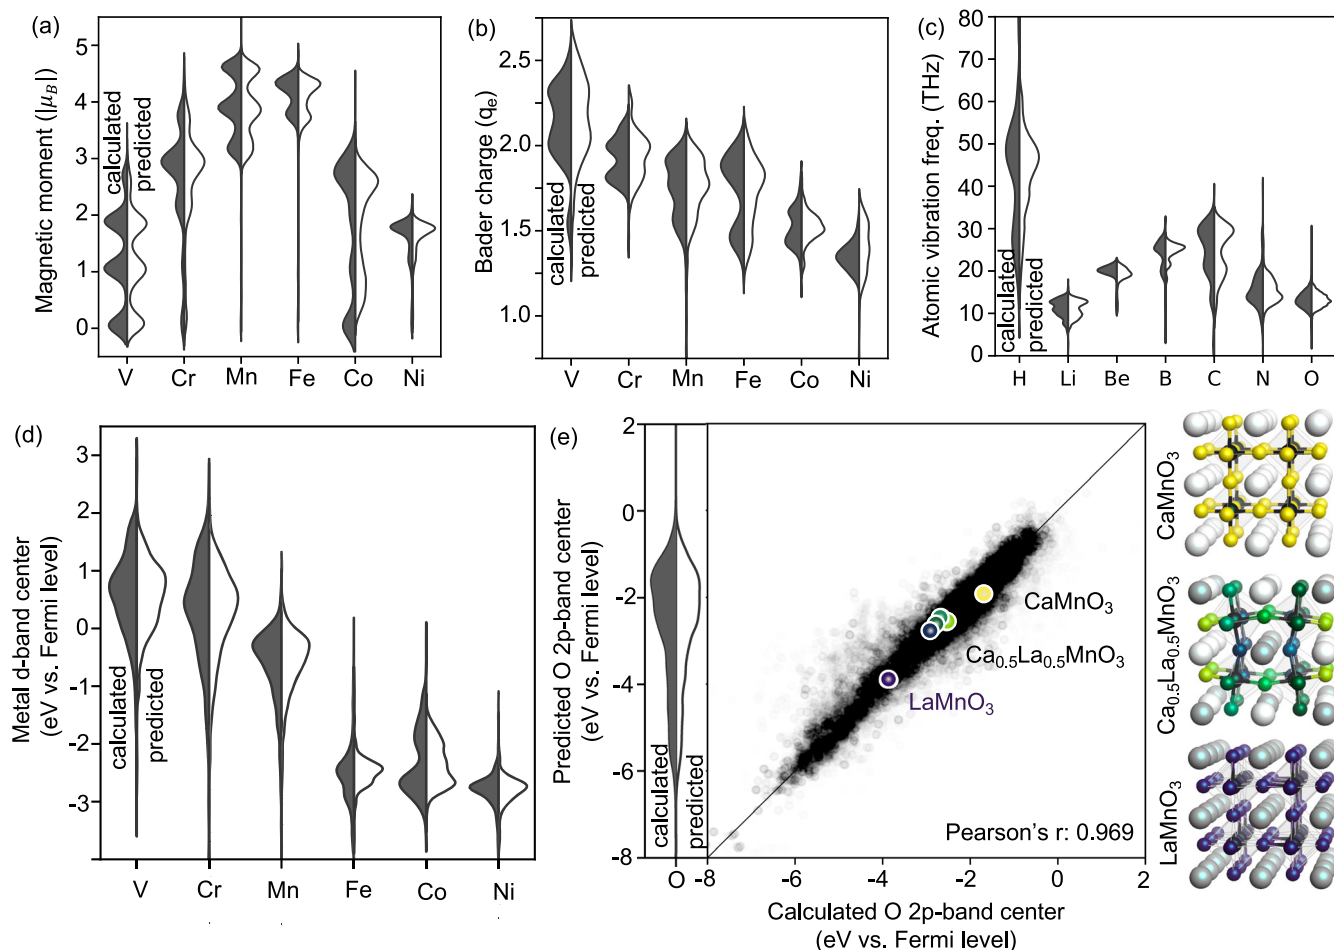 (a)
Magnetic moment (|μB|)
5
4
3
2
1
0
calculated
predicted
V Cr Mn Fe Co Ni
(b)
Bader charge (qe)
2.5
2.0
1.5
1.0
calculated
predicted
V Cr Mn Fe Co Ni
(c)
Atomic vibration freq. (THz)
80
70
60
50
40
30
20
10
0
calculated
predicted
H Li Be B C N O
(d)
Metal d-band center
(eV vs. Fermi level)
3
2
1
0
-1
-2
-3
calculated
predicted
V Cr Mn Fe Co Ni
(e)
Predicted O 2p-band center
(eV vs. Fermi level)
2
0
-2
-4
-6
-8
calculated
predicted
O
CaMnO3
Ca0.5La0.5MnO3
LaMnO3
Pearson's r: 0.969
-8 -6 -4 -2 0 2
Calculated O 2p-band center
(eV vs. Fermi level)
CaMnO3
Ca0.5La0.5MnO3
LaMnO3